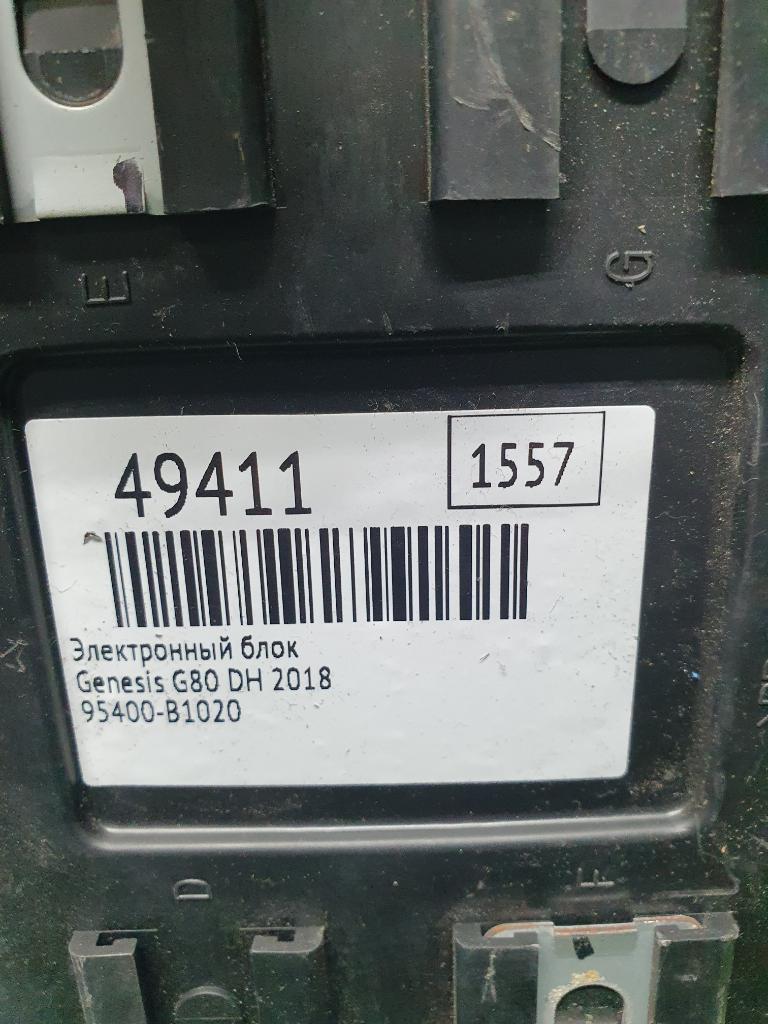 E
G
49411
1557
Электронный блок
Genesis G80 DH 2018
95400-B1020
D
F
A